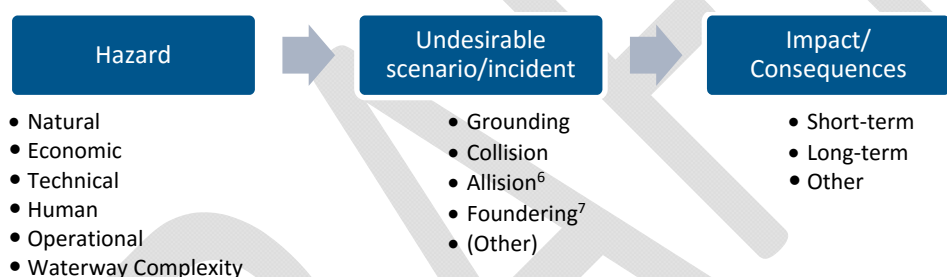 Hazard
Undesirable
scenario/incident
Impact/
Consequences
• Natural
• Economic
• Technical
• Human
• Operational
• Waterway Complexity
• Grounding
• Collision
• Allision⁶
• Foundering⁷
• (Other)
• Short-term
• Long-term
• Other